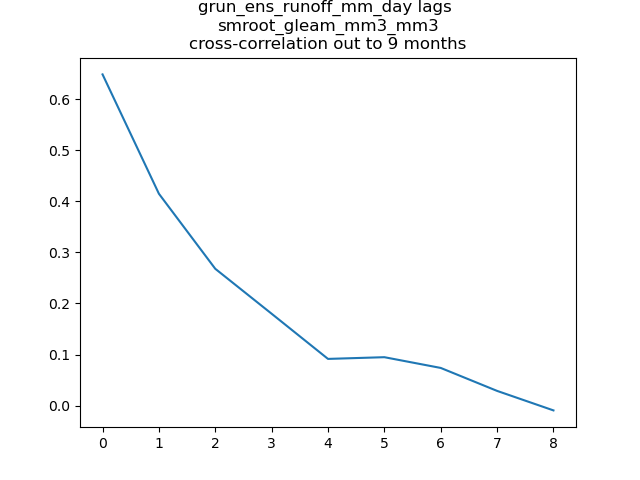 grun_ens_runoff_mm_day lags
smroot_gleam_mm3_mm3
cross-correlation out to 9 months
0.6
0.5
0.4
0.3
0.2
0.1
0.0
0 1 2 3 4 5 6 7 8